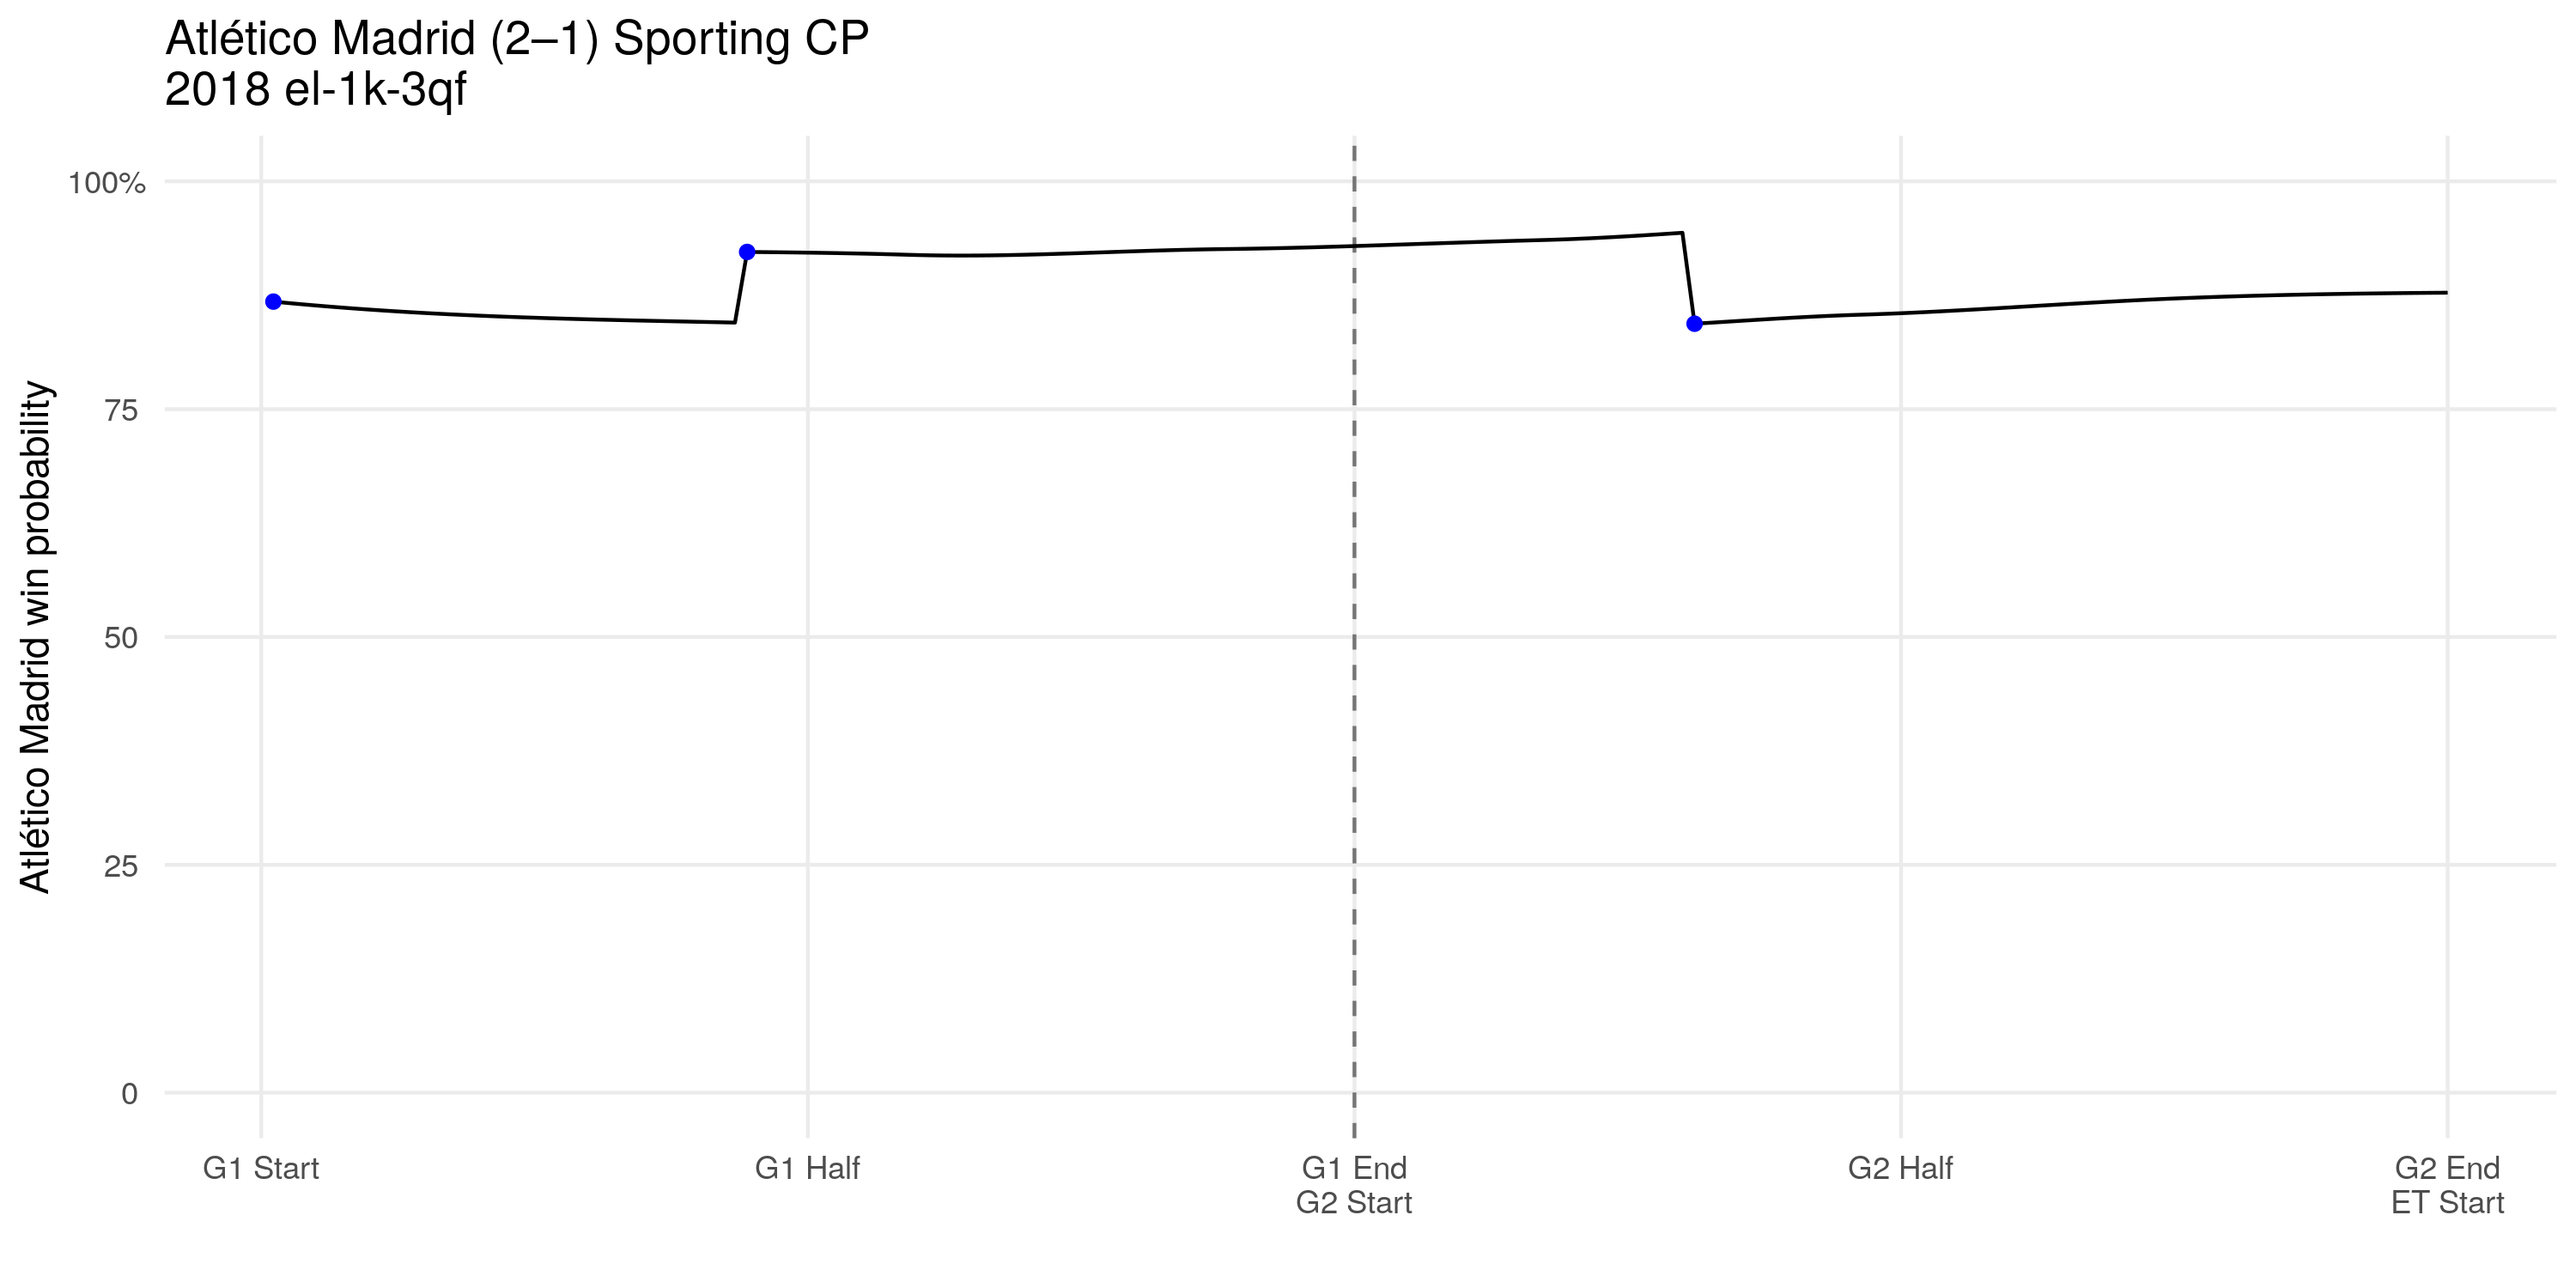 Atlético Madrid (2–1) Sporting CP
2018 el-1k-3qf
Atlético Madrid win probability
100%
75
50
25
0
G1 Start
G1 Half
G1 End
G2 Start
G2 Half
G2 End
ET Start